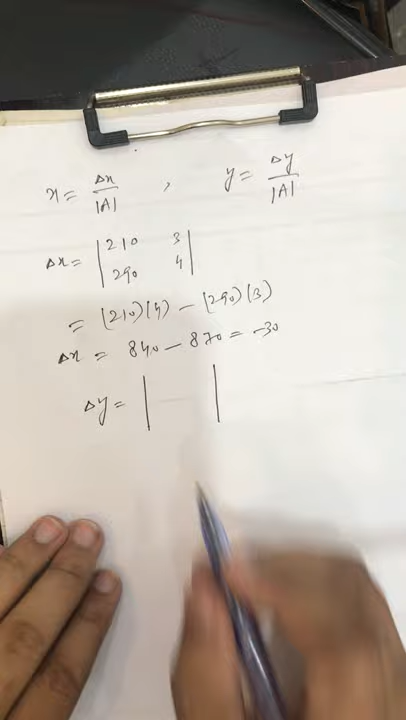 x = Δx/|A| , y = Δy/|A|
Δx = | 210 3 |
| 290 4 |
= (210)(4) - (290)(3)
Δx = 840 - 870 = -30
Δy = | |